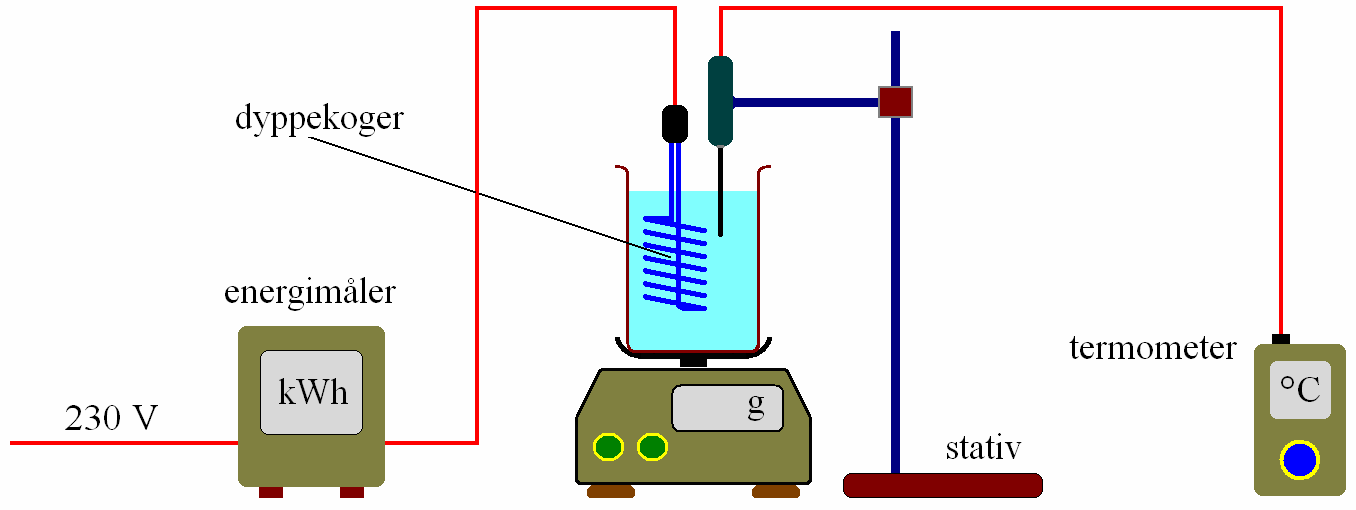 dyppekoger
energimåler
kWh
230 V
g
stativ
termometer
°C